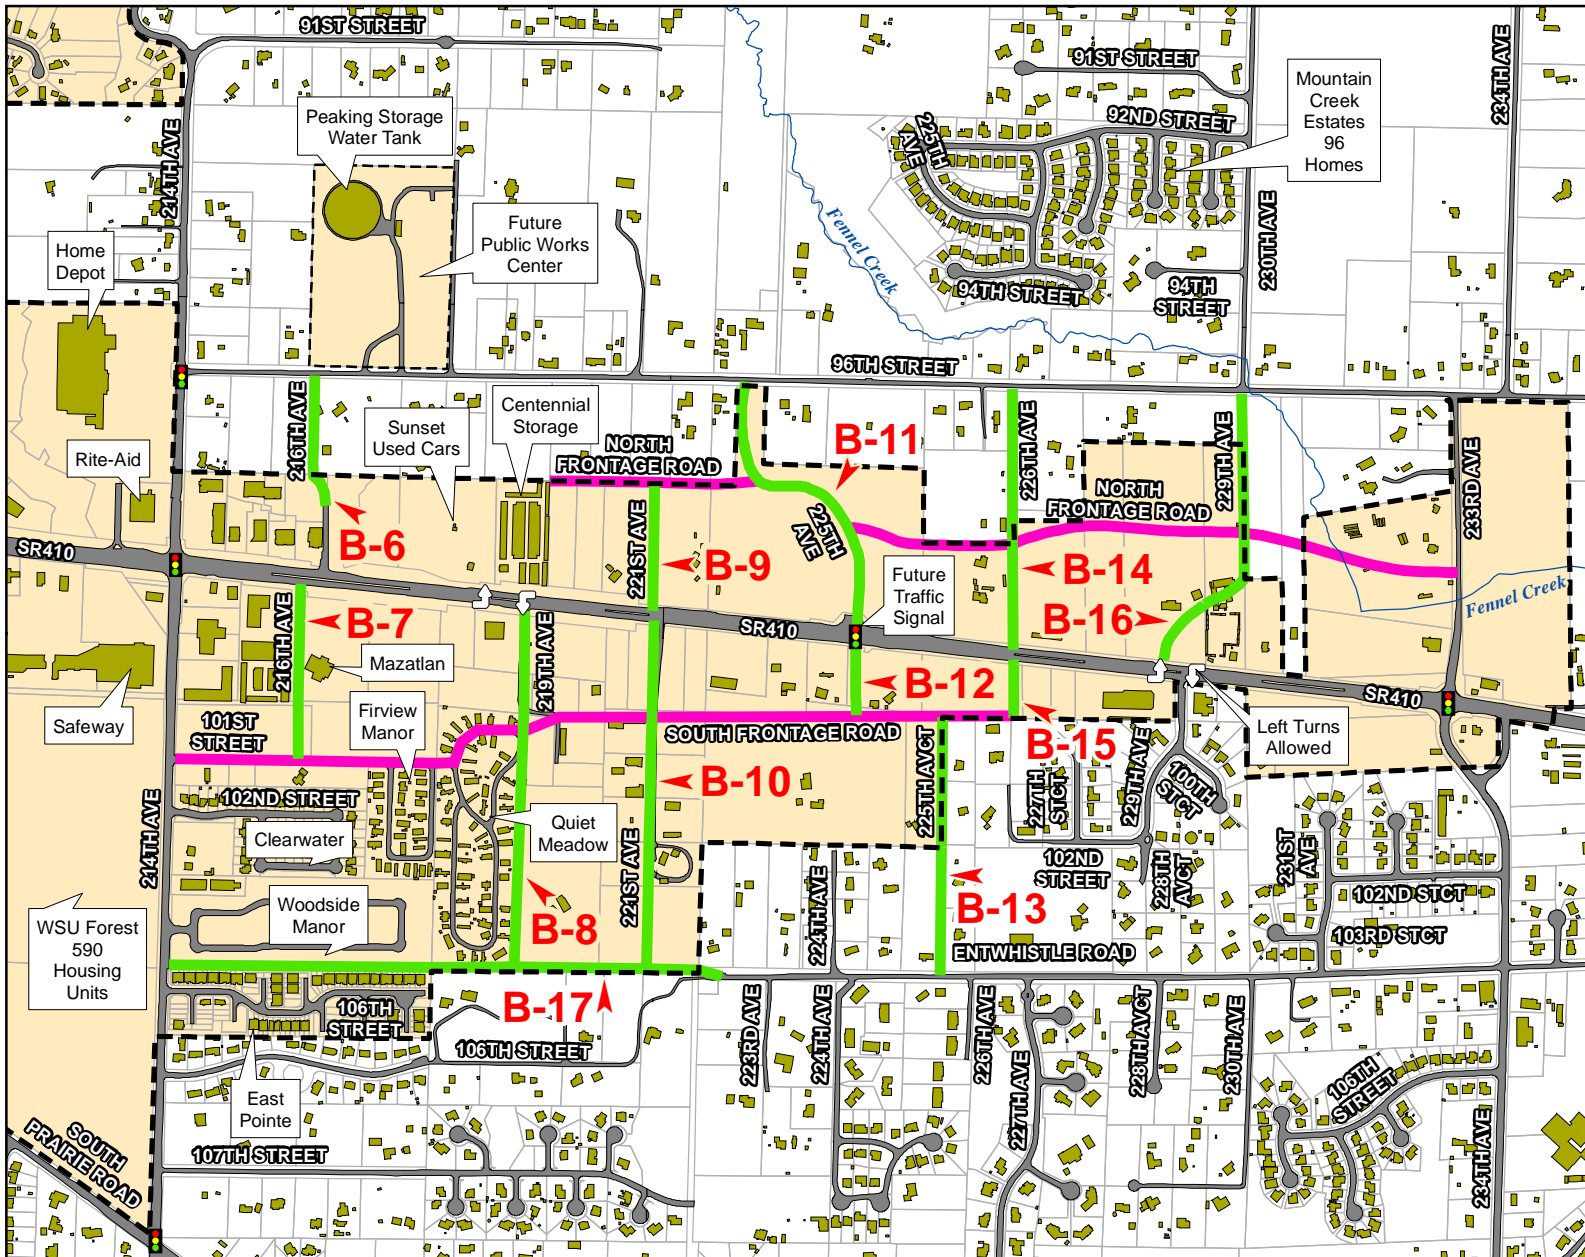 91ST STREET
91ST STREET
234TH AVE
Mountain
Creek
Estates
96
Homes
Peaking Storage
Water Tank
92ND STREET
225TH
AVE
214TH AVE
Future
Public Works
Center
Fennel Creek
230TH AVE
Home
Depot
94TH STREET
94TH
STREET
96TH STREET
216TH AVE
Sunset
Used Cars
Centennial
Storage
NORTH
FRONTAGE ROAD
B-11
226TH AVE
229TH AVE
233RD AVE
Rite-Aid
NORTH
FRONTAGE ROAD
225TH
AVE
SR410
B-6
221ST AVE
B-9
Future
Traffic
Signal
B-14
B-16
Fennel Creek
216TH AVE
B-7
219TH AVE
SR410
Mazatlan
B-12
SR410
Safeway
101ST
STREET
Firview
Manor
SOUTH FRONTAGE ROAD
B-15
Left Turns
Allowed
225TH AVCT
227TH
STCT
229TH AVE
100TH
STCT
B-10
214TH AVE
102ND STREET
Clearwater
Quiet
Meadow
221ST AVE
224TH AVE
102ND
STREET
228TH
AVCT
231ST
AVE
102ND STCT
WSU Forest
590
Housing
Units
Woodside
Manor
B-8
B-13
103RD STCT
ENTWHISTLE ROAD
B-17
106TH
STREET
106TH STREET
223RD AVE
224TH AVE
226TH AVE
227TH AVE
228TH AVCT
230TH AVE
106TH
STREET
234TH AVE
East
Pointe
SOUTH
PRAIRIE ROAD
107TH STREET